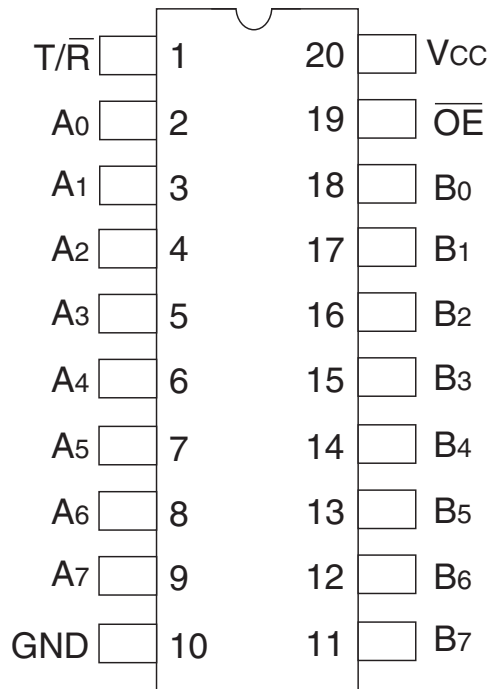 T/R̅ 1 20 VCC
A0 2 19 O̅E̅
A1 3 18 B0
A2 4 17 B1
A3 5 16 B2
A4 6 15 B3
A5 7 14 B4
A6 8 13 B5
A7 9 12 B6
GND 10 11 B7